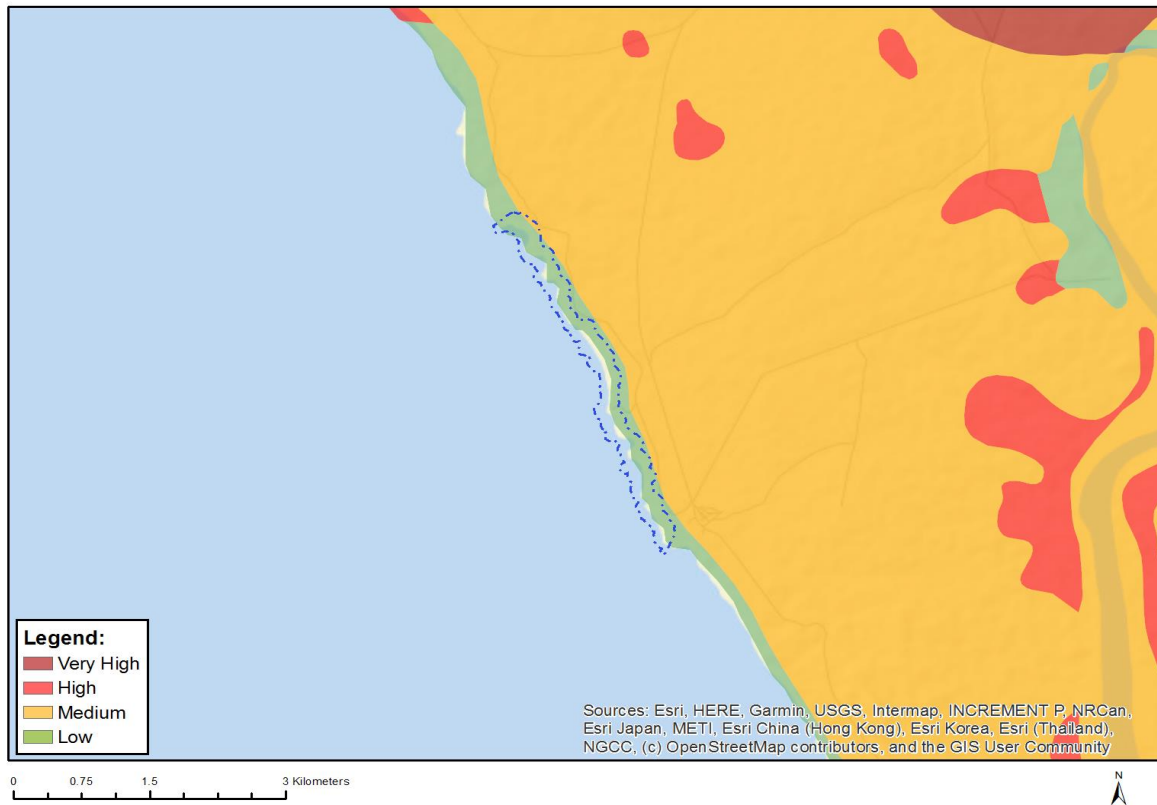 Legend:
Very High
High
Medium
Low
Sources: Esri, HERE, Garmin, USGS, Intermap, INCREMENT P, NRCan,
Esri Japan, METI, Esri China (Hong Kong), Esri Korea, Esri (Thailand),
NGCC, (c) OpenStreetMap contributors, and the GIS User Community
0 0.75 1.5 3 Kilometers
N